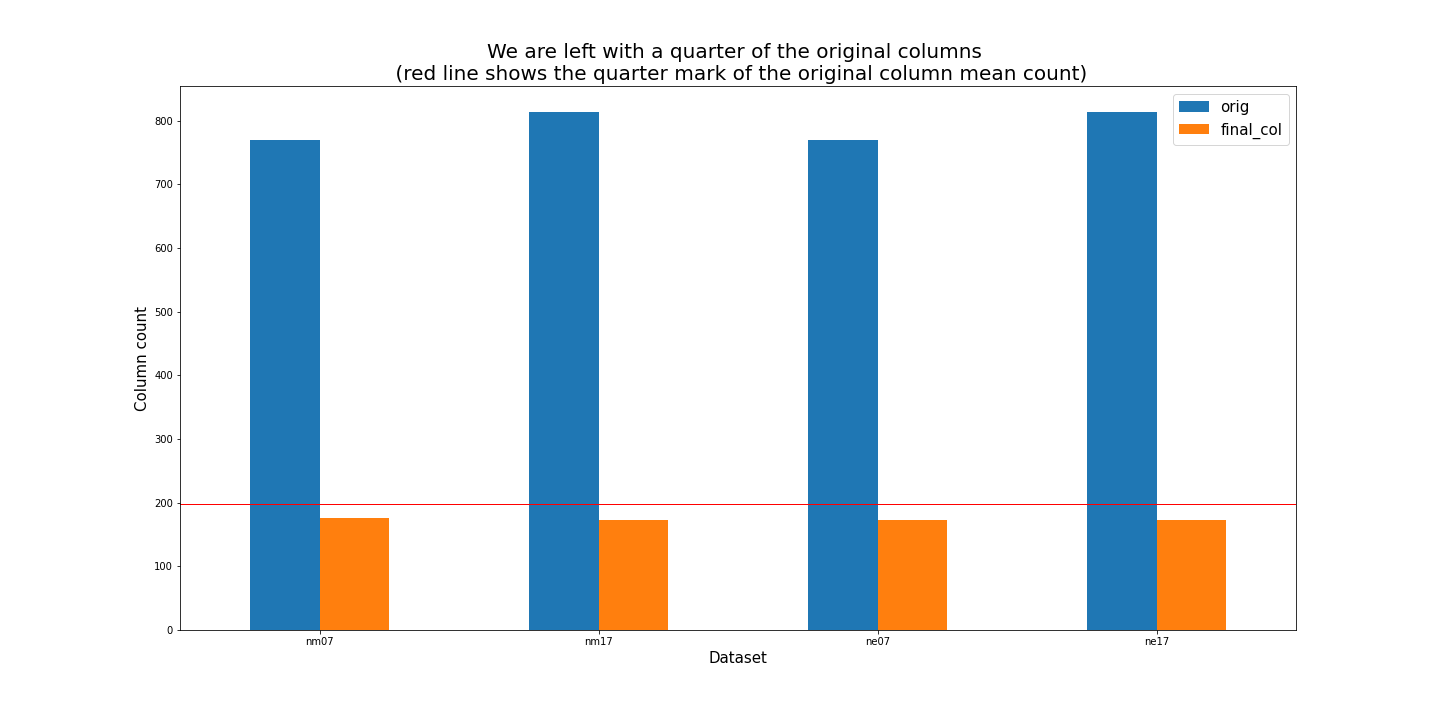 We are left with a quarter of the original columns
(red line shows the quarter mark of the original column mean count)
orig
final_col
Column count
800
700
600
500
400
300
200
100
0
nm07
nm17
ne07
ne17
Dataset